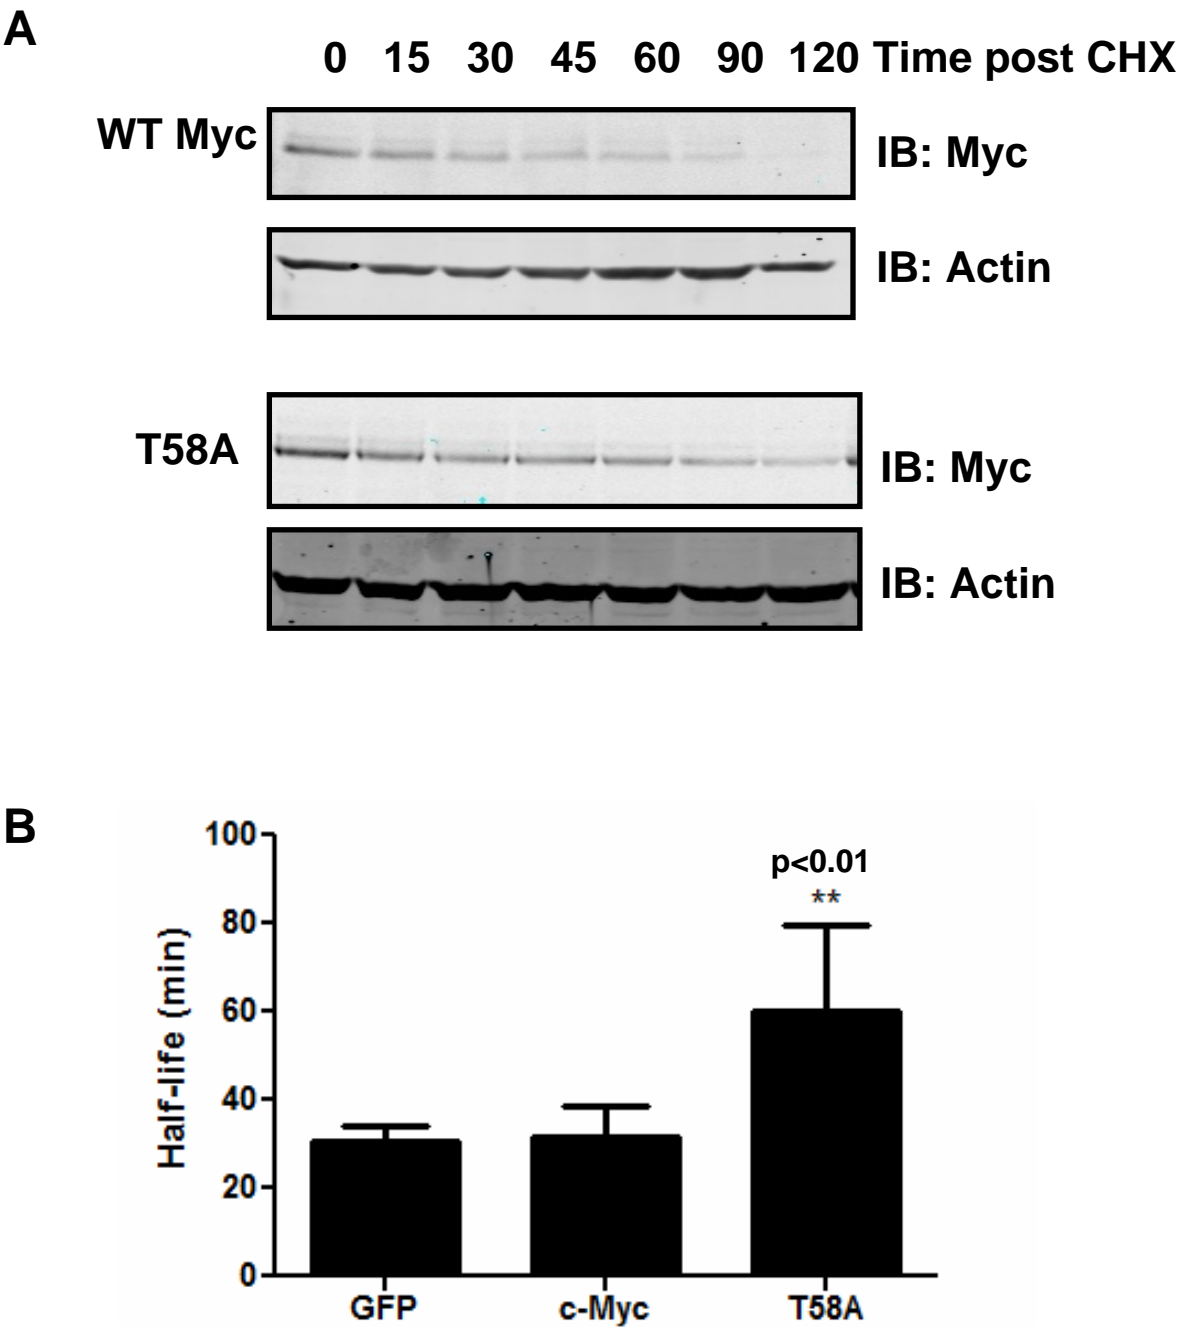 A
0 15 30 45 60 90 120 Time post CHX
WT Myc
IB: Myc
IB: Actin
T58A
IB: Myc
IB: Actin
B
100
80
60
40
20
0
Half-life (min)
p<0.01
**
GFP c-Myc T58A